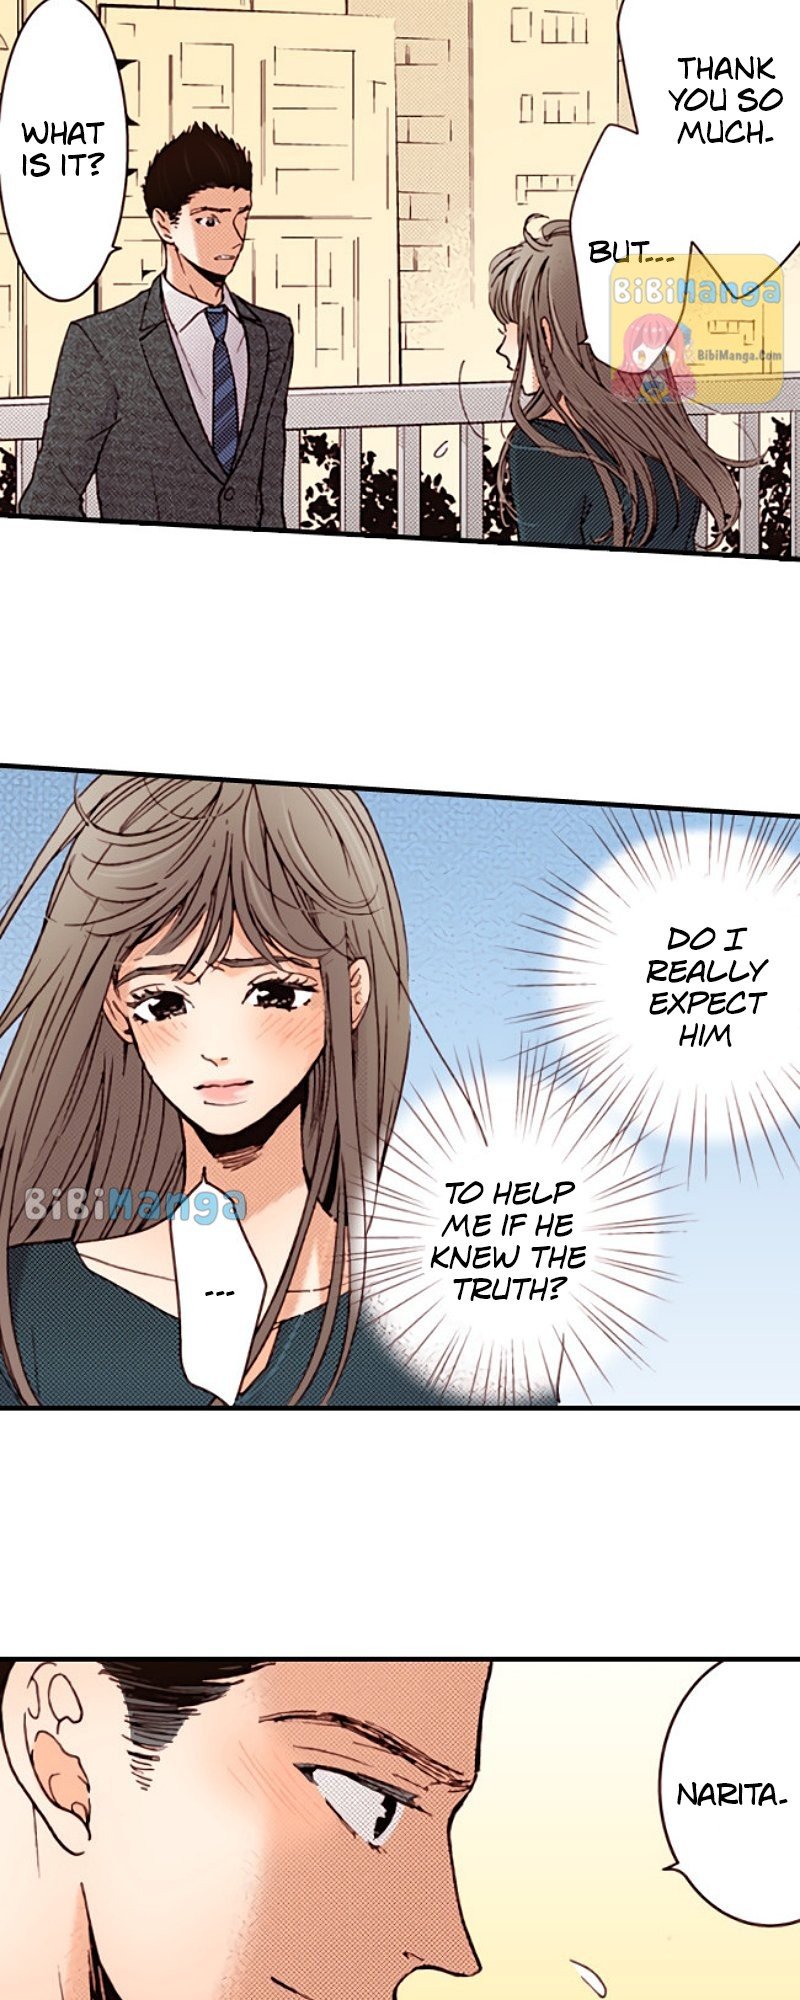 THANK
YOU SO
MUCH.
BUT...
WHAT
IS IT?
BiBiManga
BibiManga.Com
DO I
REALLY
EXPECT
HIM
TO HELP
ME IF HE
KNEW THE
TRUTH?
...
BiBiManga
NARITA.